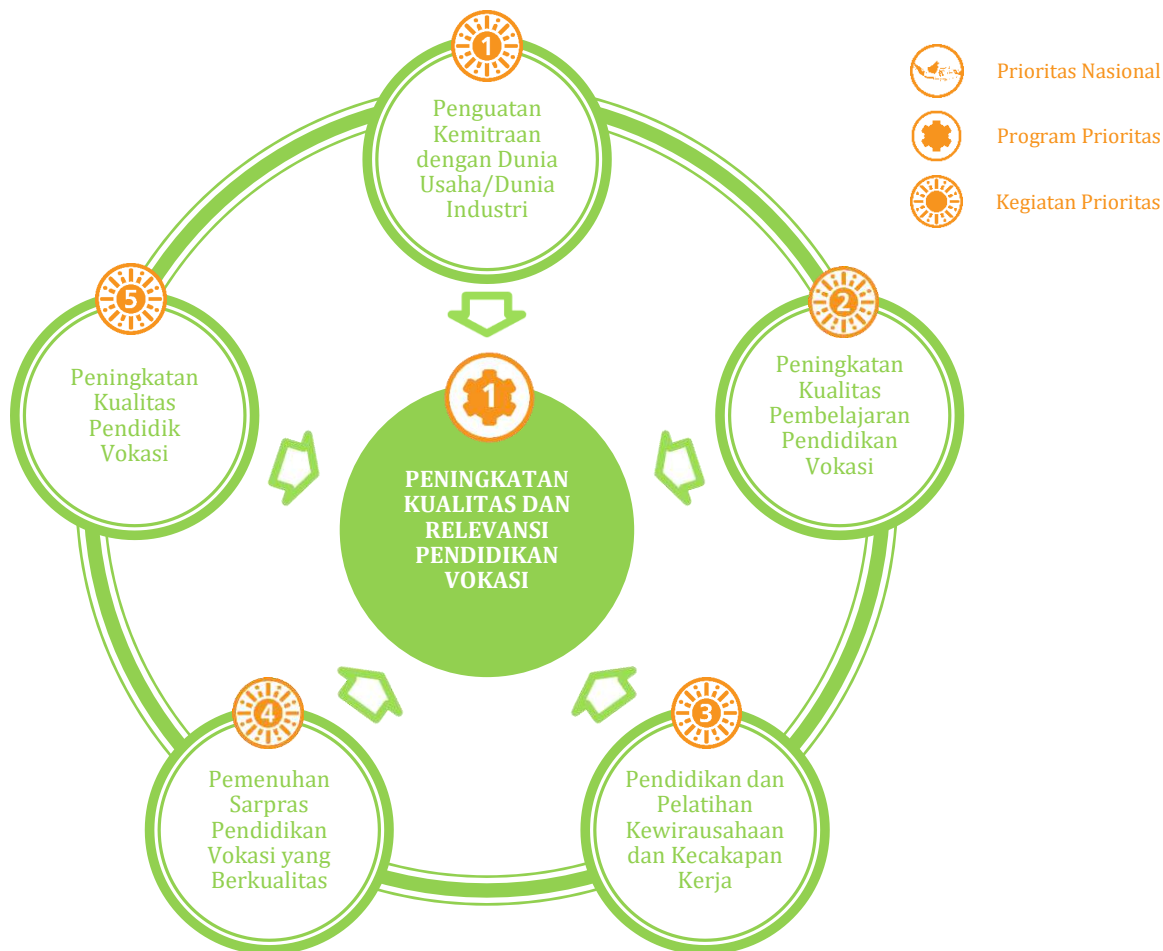 1
Penguatan
Kemitraan
dengan Dunia
Usaha/Dunia
Industri
Prioritas Nasional
Program Prioritas
Kegiatan Prioritas
2
Peningkatan
Kualitas
Pembelajaran
Pendidikan
Vokasi
3
Pendidikan dan
Pelatihan
Kewirausahaan
dan Kecakapan
Kerja
4
Pemenuhan
Sarpras
Pendidikan
Vokasi yang
Berkualitas
5
Peningkatan
Kualitas
Pendidik
Vokasi
1
PENINGKATAN
KUALITAS DAN
RELEVANSI
PENDIDIKAN
VOKASI